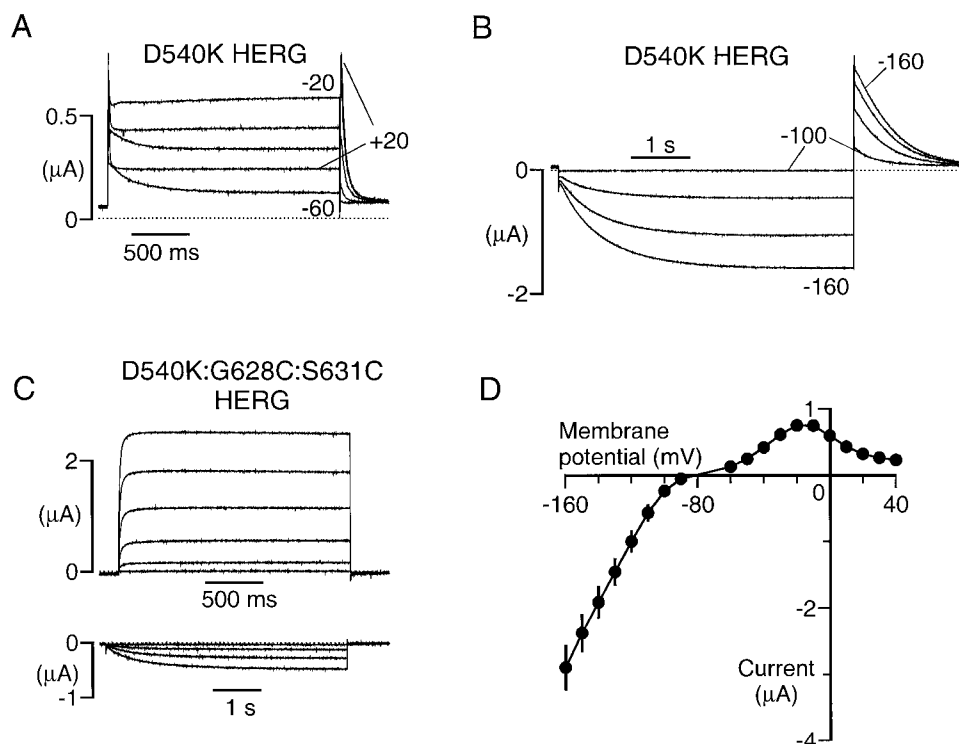 A
D540K HERG
-20
0.5
(μA)
+20
0
-60
500 ms
B
D540K HERG
-160
1 s
-100
0
(μA)
-160
-2
C
D540K:G628C:S631C
HERG
2
(μA)
0
500 ms
0
(μA)
-1
1 s
D
1
Membrane
potential (mV)
-160
-80
0
40
-2
Current
(μA)
-4